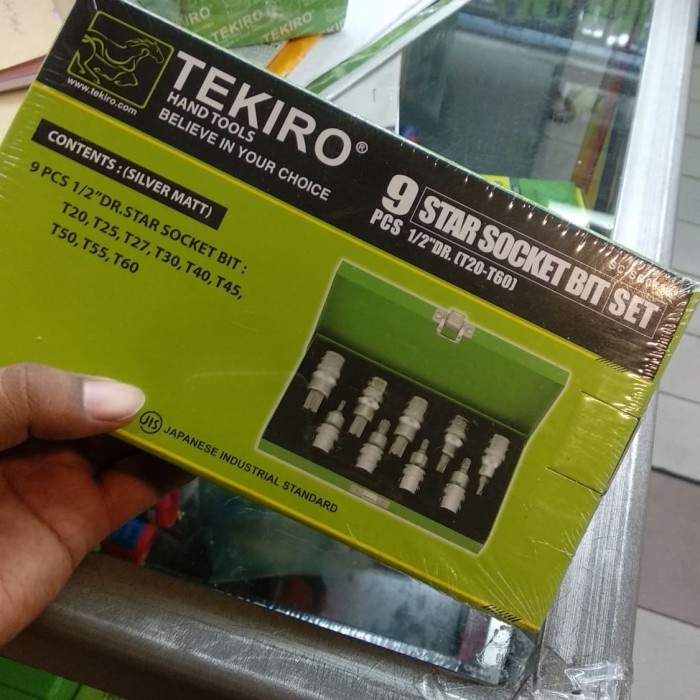 www.tekiro.com
TEKIRO®
HAND TOOLS
BELIEVE IN YOUR CHOICE
9 PCS STAR SOCKET BIT SET
1/2"DR. (T20-T60)
CONTENTS : (SILVER MATT)
9 PCS 1/2"DR.STAR SOCKET BIT :
T20, T25, T27, T30, T40, T45,
T50, T55, T60
JIS JAPANESE INDUSTRIAL STANDARD